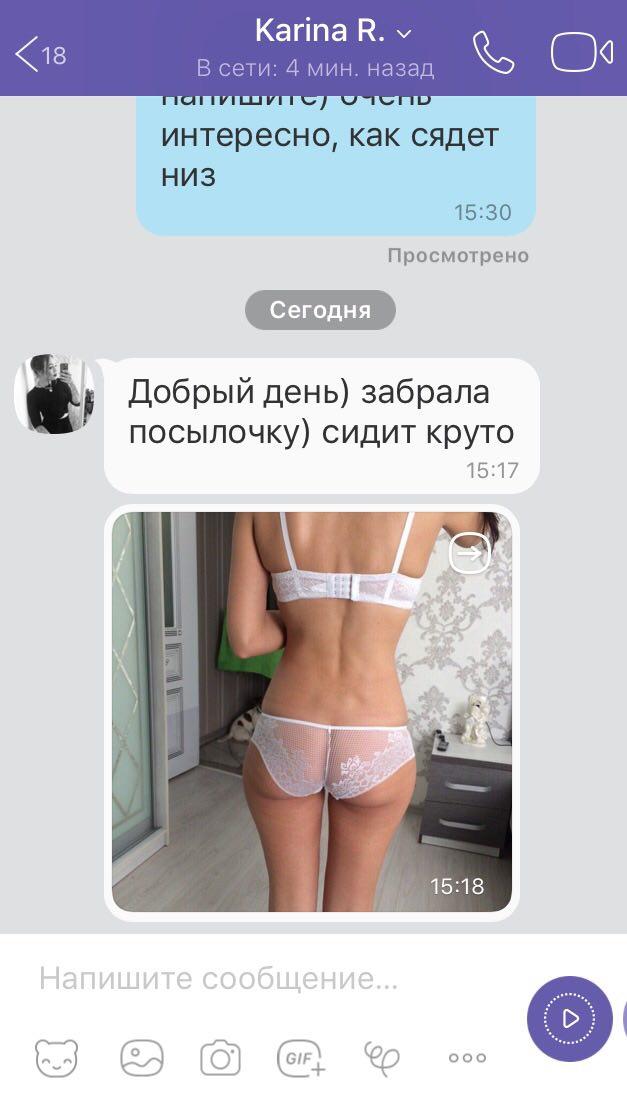 Karina R.
18
В сети: 4 мин. назад
напишите) очень
интересно, как сядет
низ
15:30
Просмотрено
Сегодня
Добрый день) забрала
посылочку) сидит круто
15:17
15:18
Напишите сообщение...
GIF